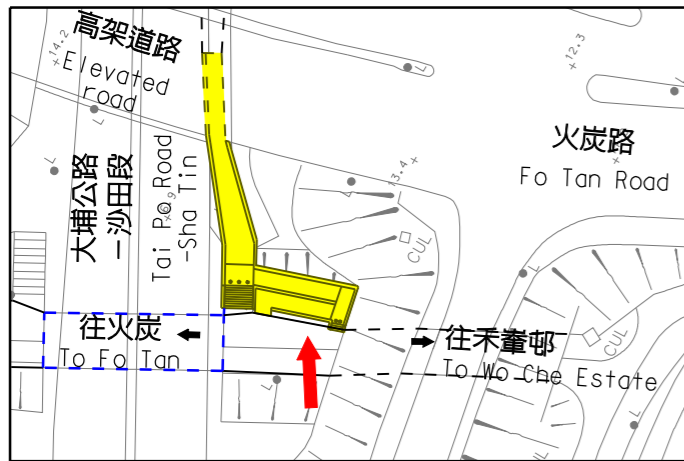 高架道路
Elevated
road
14.2
12.3
13.4
6.9
大埔公路
－沙田段
Tai Po Road
-Sha Tin
火炭路
Fo Tan Road
CUL
CUL
往火炭
To Fo Tan
往禾輋邨
To Wo Che Estate
L
L
L
L
L
L
L
L
L